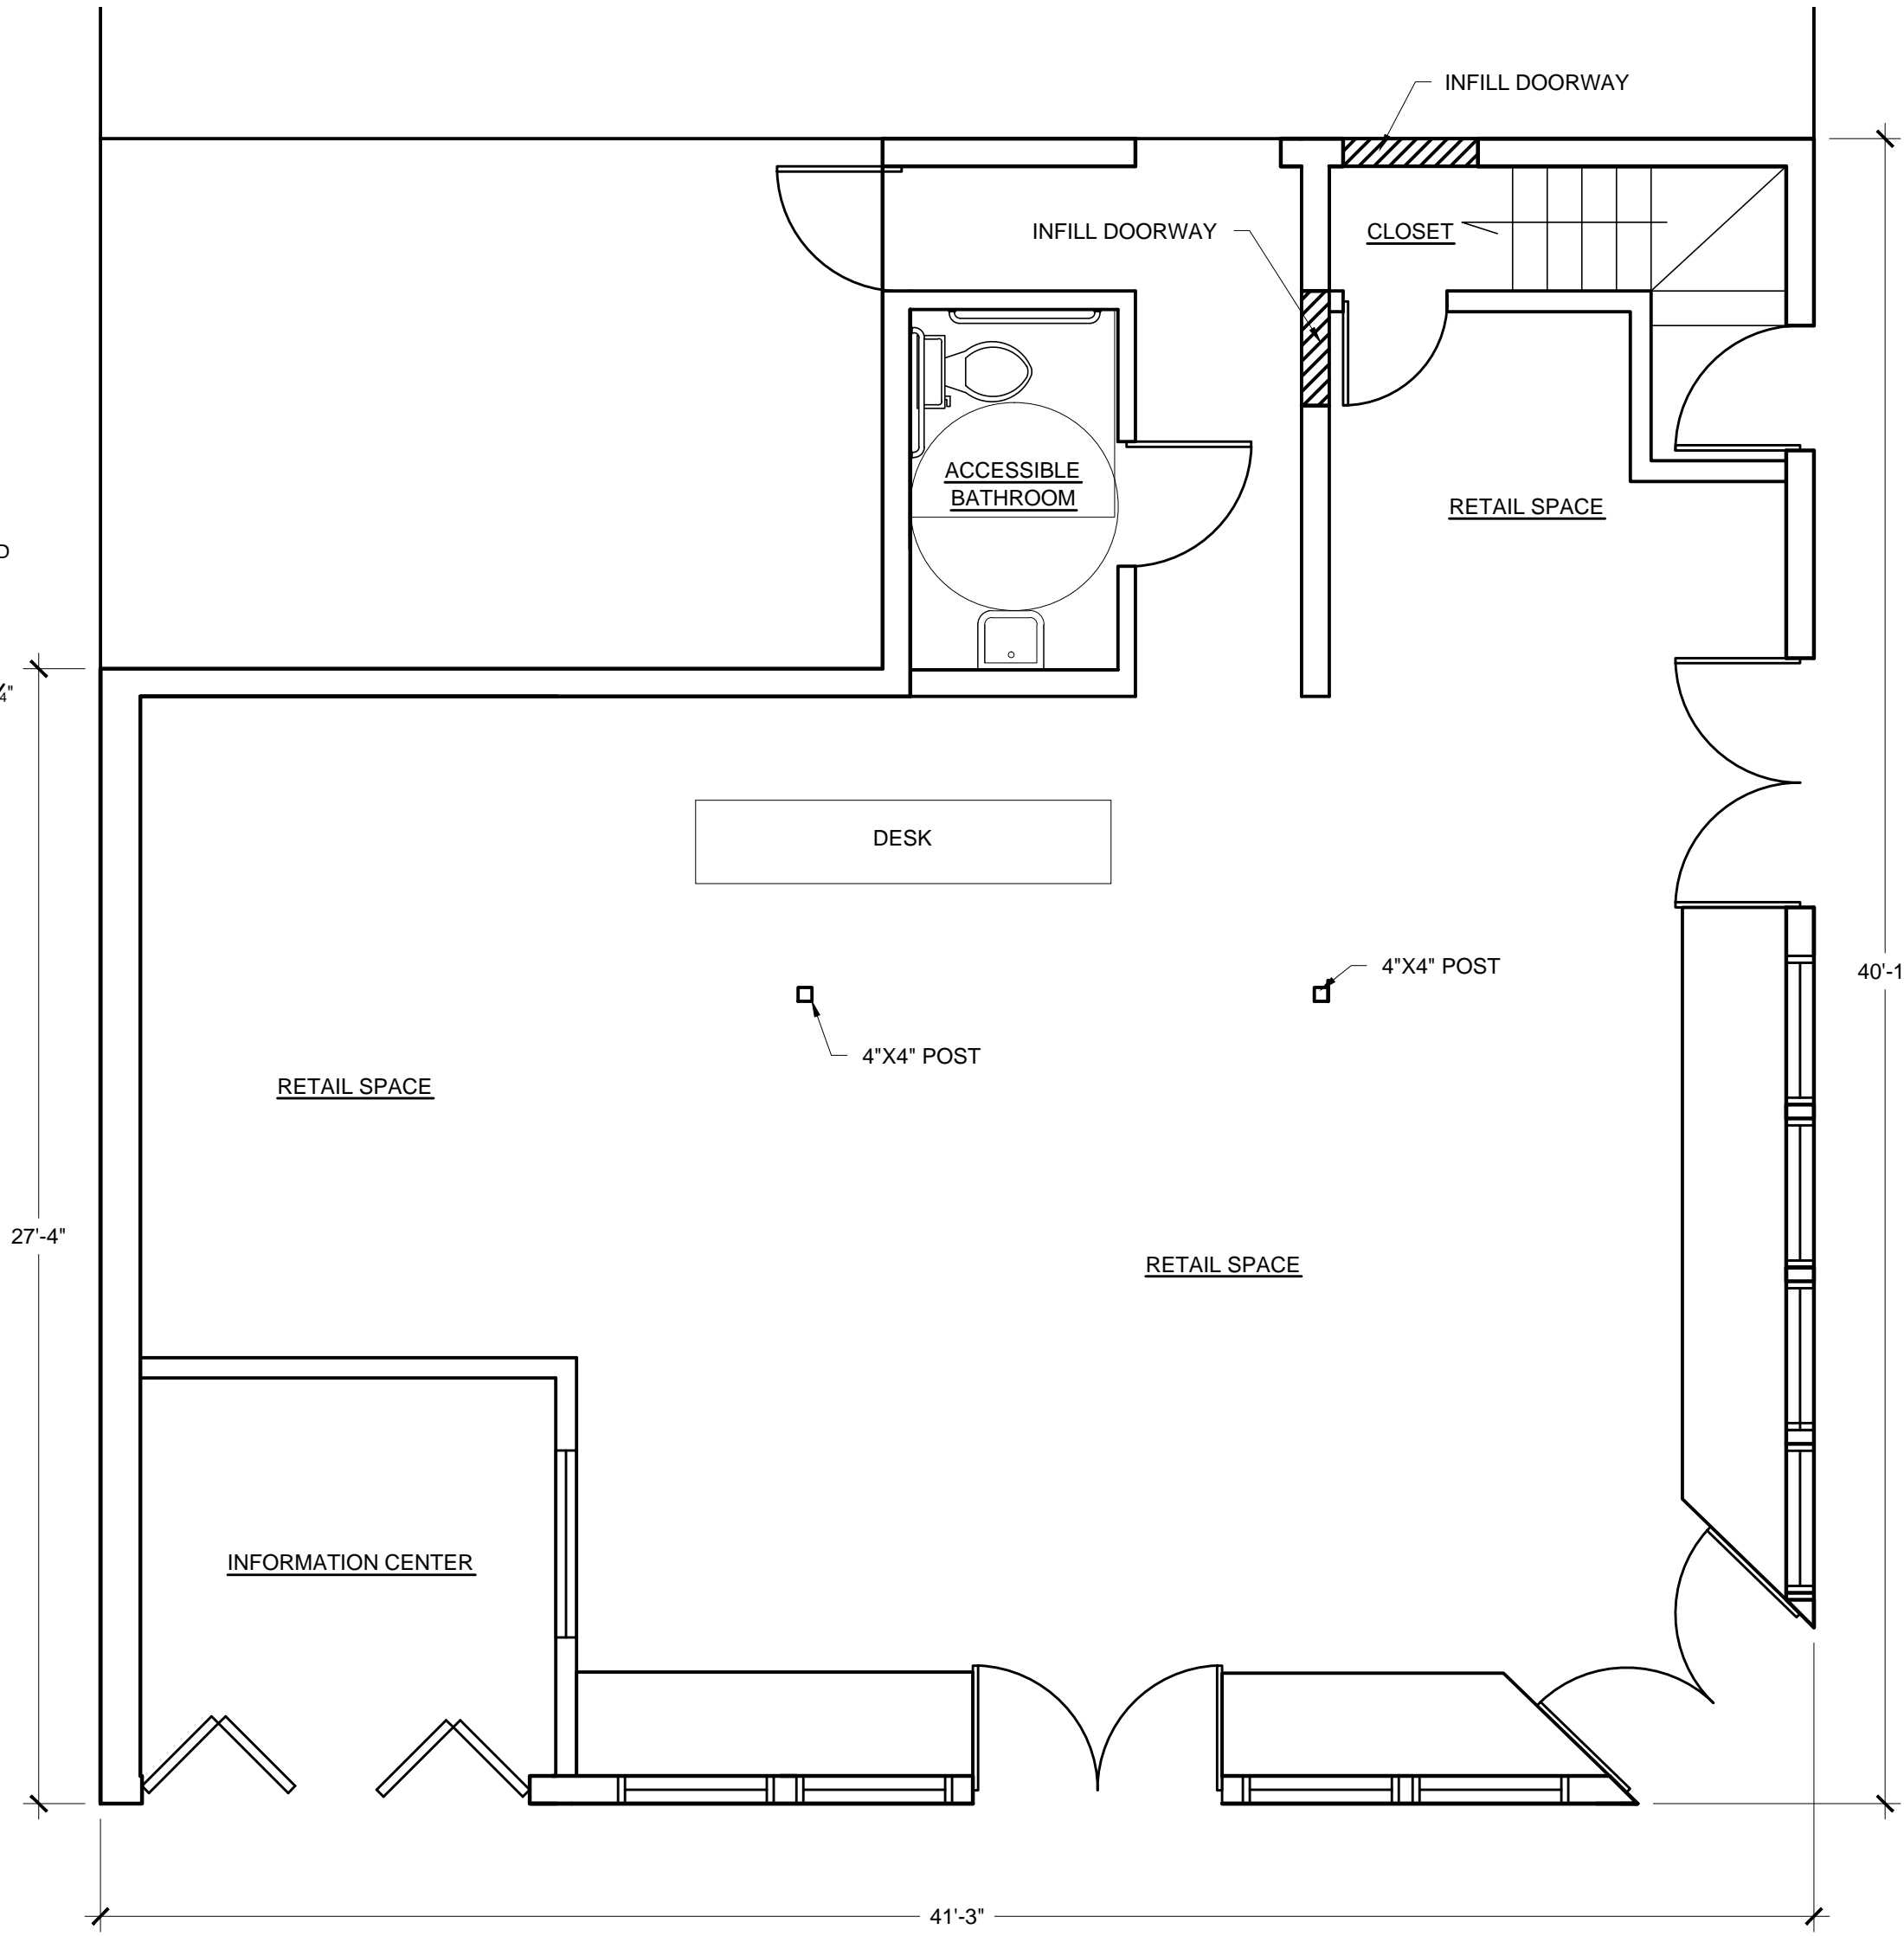 INFILL DOORWAY
INFILL DOORWAY
CLOSET
ACCESSIBLE
BATHROOM
RETAIL SPACE
D
4"
DESK
4"X4" POST
40'-1
4"X4" POST
RETAIL SPACE
27'-4"
RETAIL SPACE
INFORMATION CENTER
41'-3"